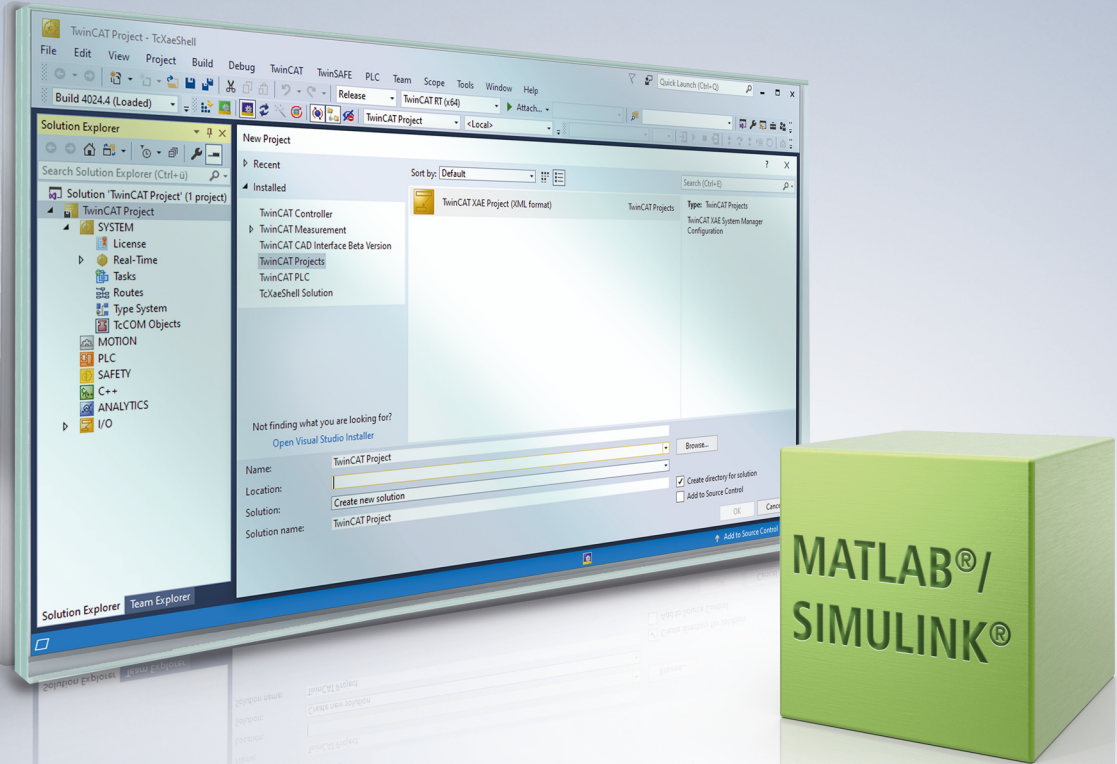 TwinCAT Project - TcXaeShell
File Edit View Project Build Debug TwinCAT TwinSAFE PLC Team Scope Tools Window Help
Quick Launch (Ctrl+Q)
Release TwinCAT RT (x64) Attach...
Build 4024.4 (Loaded) TwinCAT Project <Local>
Solution Explorer
Search Solution Explorer (Ctrl+ü)
Solution 'TwinCAT Project' (1 project)
TwinCAT Project
SYSTEM
License
Real-Time
Tasks
Routes
Type System
TcCOM Objects
MOTION
PLC
SAFETY
C++
ANALYTICS
I/O
Solution Explorer Team Explorer
New Project
? X
Recent
Installed
TwinCAT Controller
TwinCAT Measurement
TwinCAT CAD Interface Beta Version
TwinCAT Projects
TwinCAT PLC
TcXaeShell Solution
Not finding what you are looking for?
Open Visual Studio Installer
Sort by: Default
TwinCAT XAE Project (XML format) TwinCAT Projects
Search (Ctrl+E)
Type: TwinCAT Projects
TwinCAT XAE System Manager
Configuration
Name: TwinCAT Project
Location:
Browse...
Solution: Create new solution
Solution name: TwinCAT Project
Create directory for solution
Add to Source Control
OK Cance
Add to Source Control
MATLAB®/
SIMULINK®